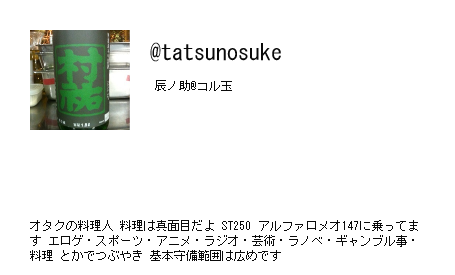 村祐
@tatsunosuke
辰ノ助@コル玉
オタクの料理人 料理は真面目だよ ST250 アルファロメオ147に乗ってま
す エロゲ・スポーツ・アニメ・ラジオ・芸術・ラノベ・ギャンブル事・
料理 とかでつぶやき 基本守備範囲は広めです